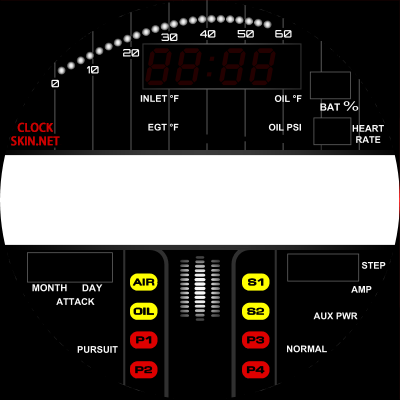 0 10 20 30 40 50 60
88:88
INLET °F OIL °F
BAT %
EGT °F OIL PSI
CLOCK
SKIN.NET
HEART
RATE
MONTH DAY
ATTACK
STEP
AMP
AUX PWR
AIR S1
OIL S2
P1 P3
PURSUIT NORMAL
P2 P4